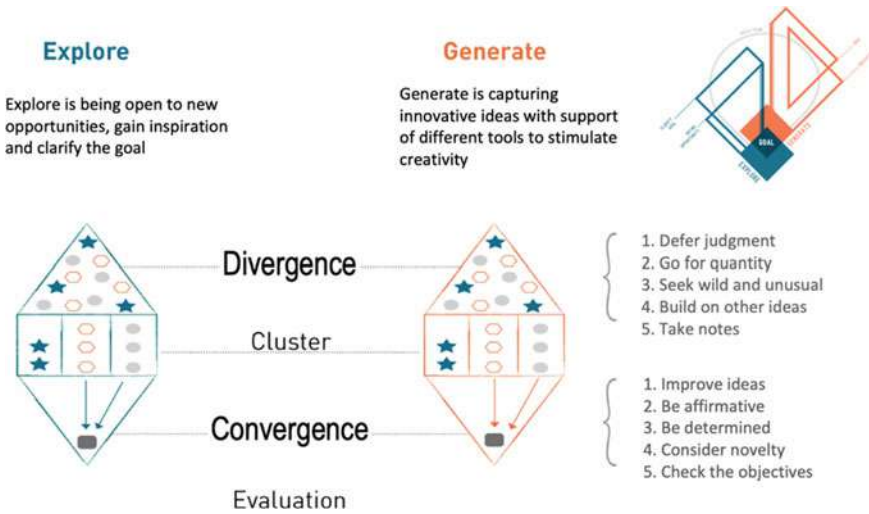 Explore
Explore is being open to new
opportunities, gain inspiration
and clarify the goal
Generate
Generate is capturing
innovative ideas with support
of different tools to stimulate
creativity
GOAL
EXPLORE
GENERATE
Divergence
Cluster
Convergence
Evaluation
1. Defer judgment
2. Go for quantity
3. Seek wild and unusual
4. Build on other ideas
5. Take notes
1. Improve ideas
2. Be affirmative
3. Be determined
4. Consider novelty
5. Check the objectives